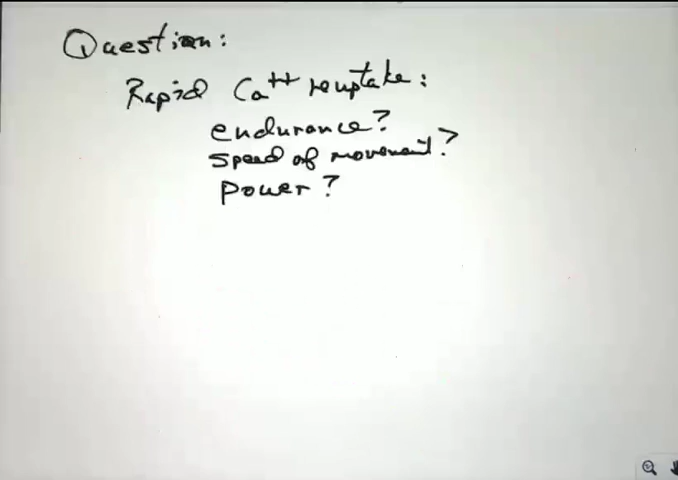 Question:
Rapid Ca++ reuptake:
endurance?
Speed of movement?
Power?